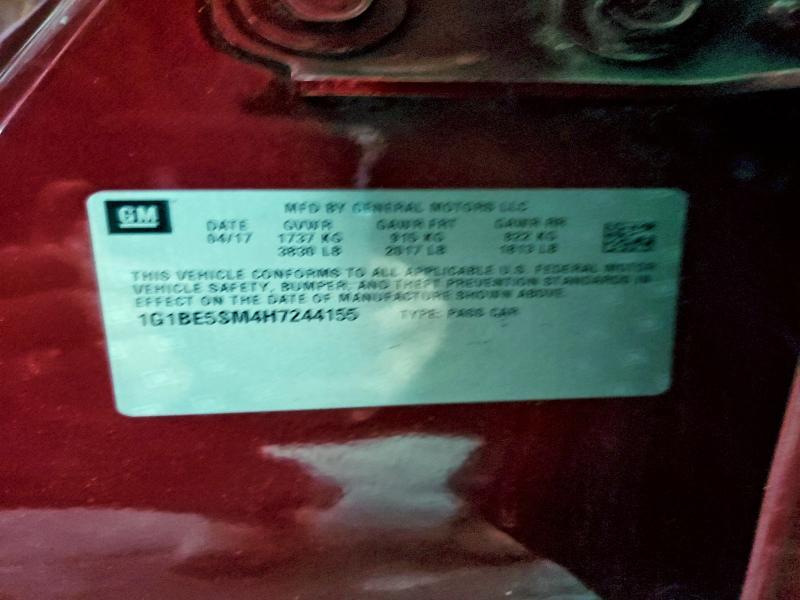 GM
MFD BY GENERAL MOTORS LLC
DATE GVWR GAWR FRT GAWR RR
04/17 1737 KG 915 KG 822 KG
3830 LB 2017 LB 1813 LB
THIS VEHICLE CONFORMS TO ALL APPLICABLE U.S. FEDERAL MOTOR
VEHICLE SAFETY, BUMPER, AND THEFT PREVENTION STANDARDS IN
EFFECT ON THE DATE OF MANUFACTURE SHOWN ABOVE.
1G1BE5SM4H7244155 TYPE: PASS CAR